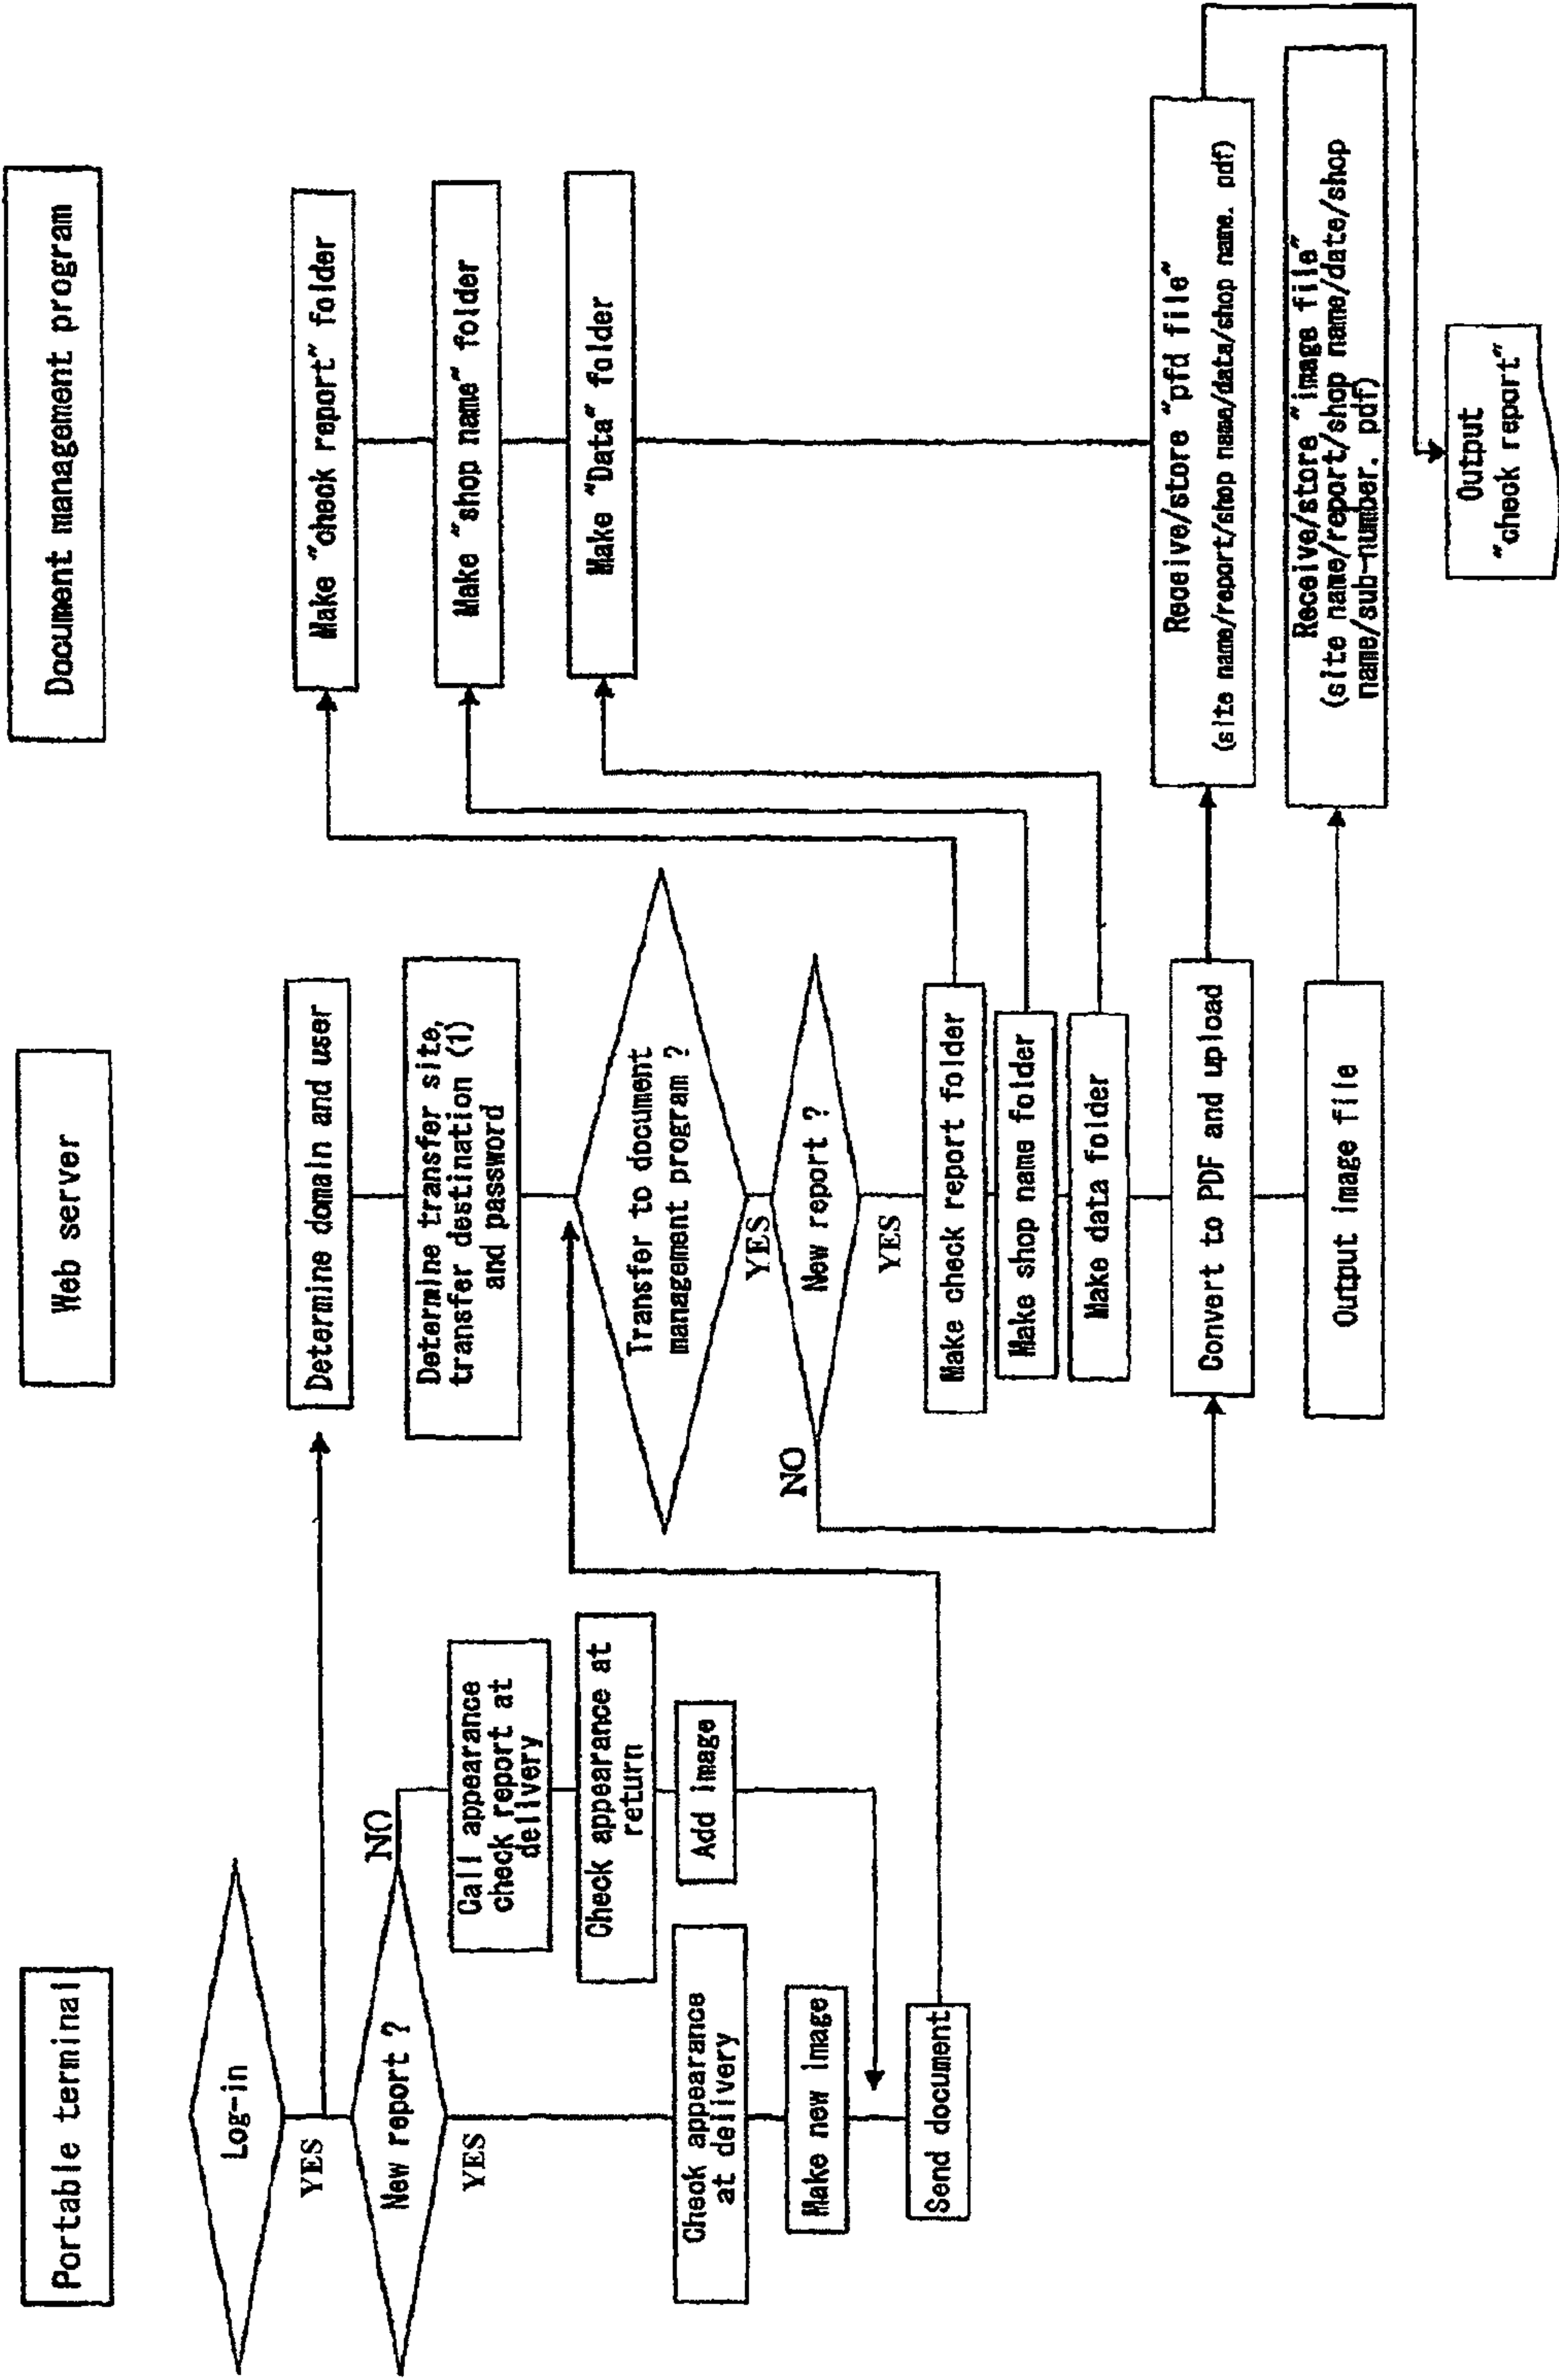 Portable terminal
Log-in
YES
New report ?
NO
YES
Call appearance
check report at
delivery
Check appearance at
return
Add image
Check appearance
at delivery
Make new image
Send document
Web server
Determine domain and user
Determine transfer site,
transfer destination (1)
and password
Transfer to document
management program ?
YES
New report ?
NO
YES
Make check report folder
Make shop name folder
Make data folder
Convert to PDF and upload
Output image file
Document management program
Make "check report" folder
Make "shop name" folder
Make "Data" folder
Receive/store "pfd file"
(site name/report/shop name/data/shop name. pdf)
Receive/store "image file"
(site name/report/shop name/date/shop
name/sub-number. pdf)
Output
"check report"